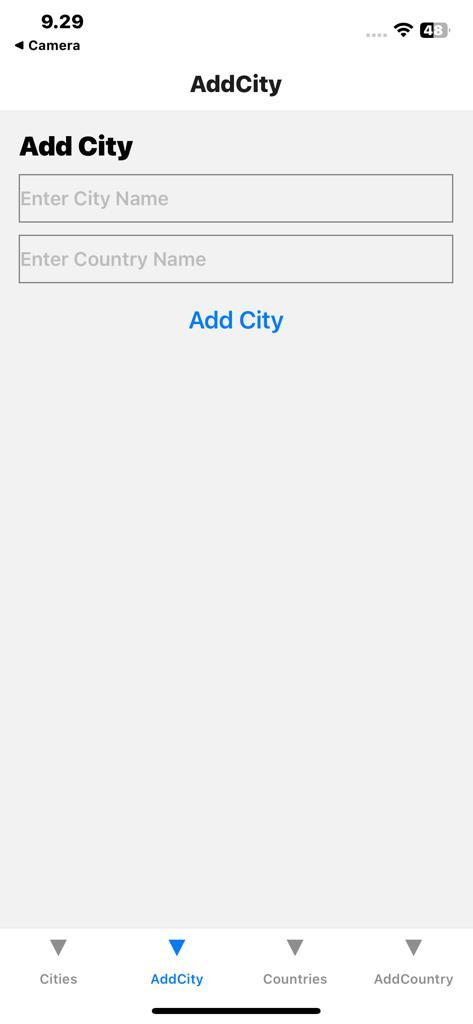 9.29
48
◀ Camera
AddCity
Add City
Enter City Name
Enter Country Name
Add City
Cities
AddCity
Countries
AddCountry